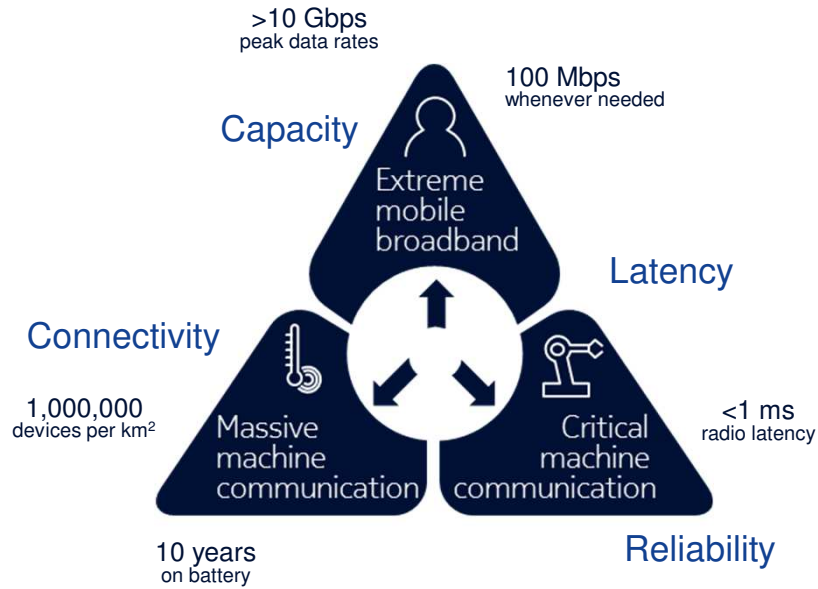 >10 Gbps
peak data rates
100 Mbps
whenever needed
Capacity
Extreme
mobile
broadband
Latency
Connectivity
1,000,000
devices per km²
Massive
machine
communication
Critical
machine
communication
<1 ms
radio latency
10 years
on battery
Reliability